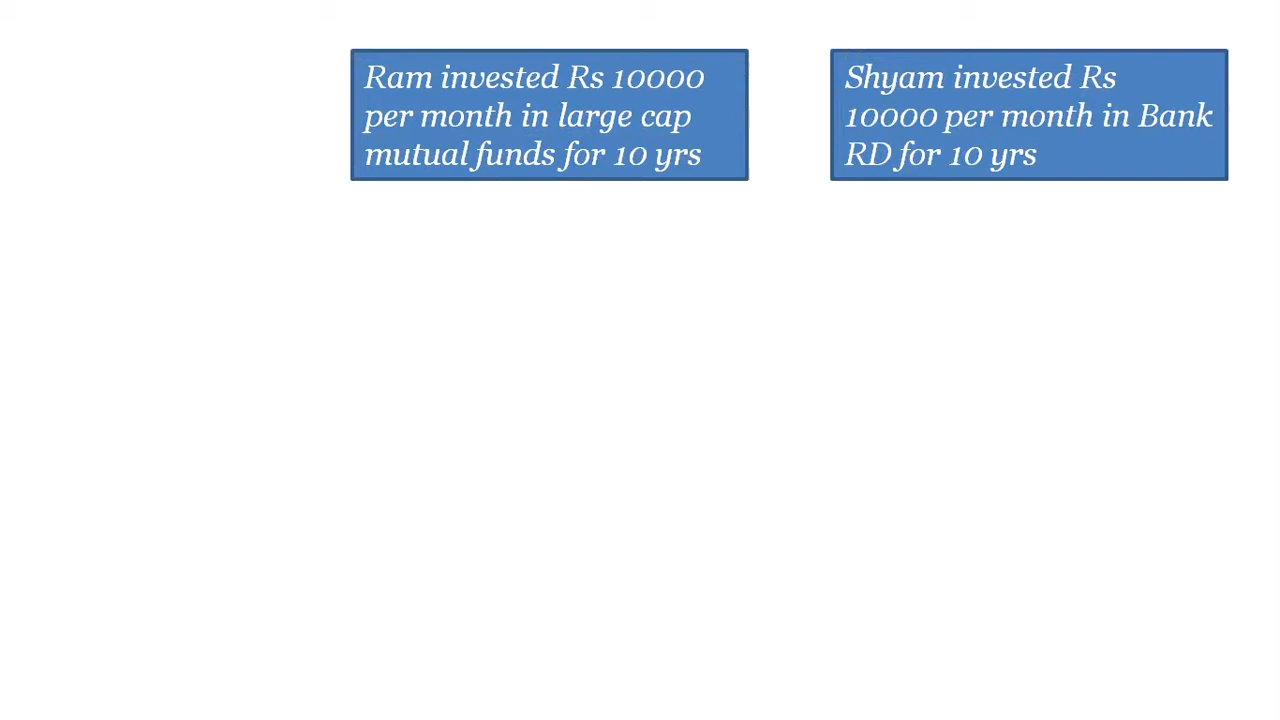 Ram invested Rs 10000
per month in large cap
mutual funds for 10 yrs
Shyam invested Rs
10000 per month in Bank
RD for 10 yrs